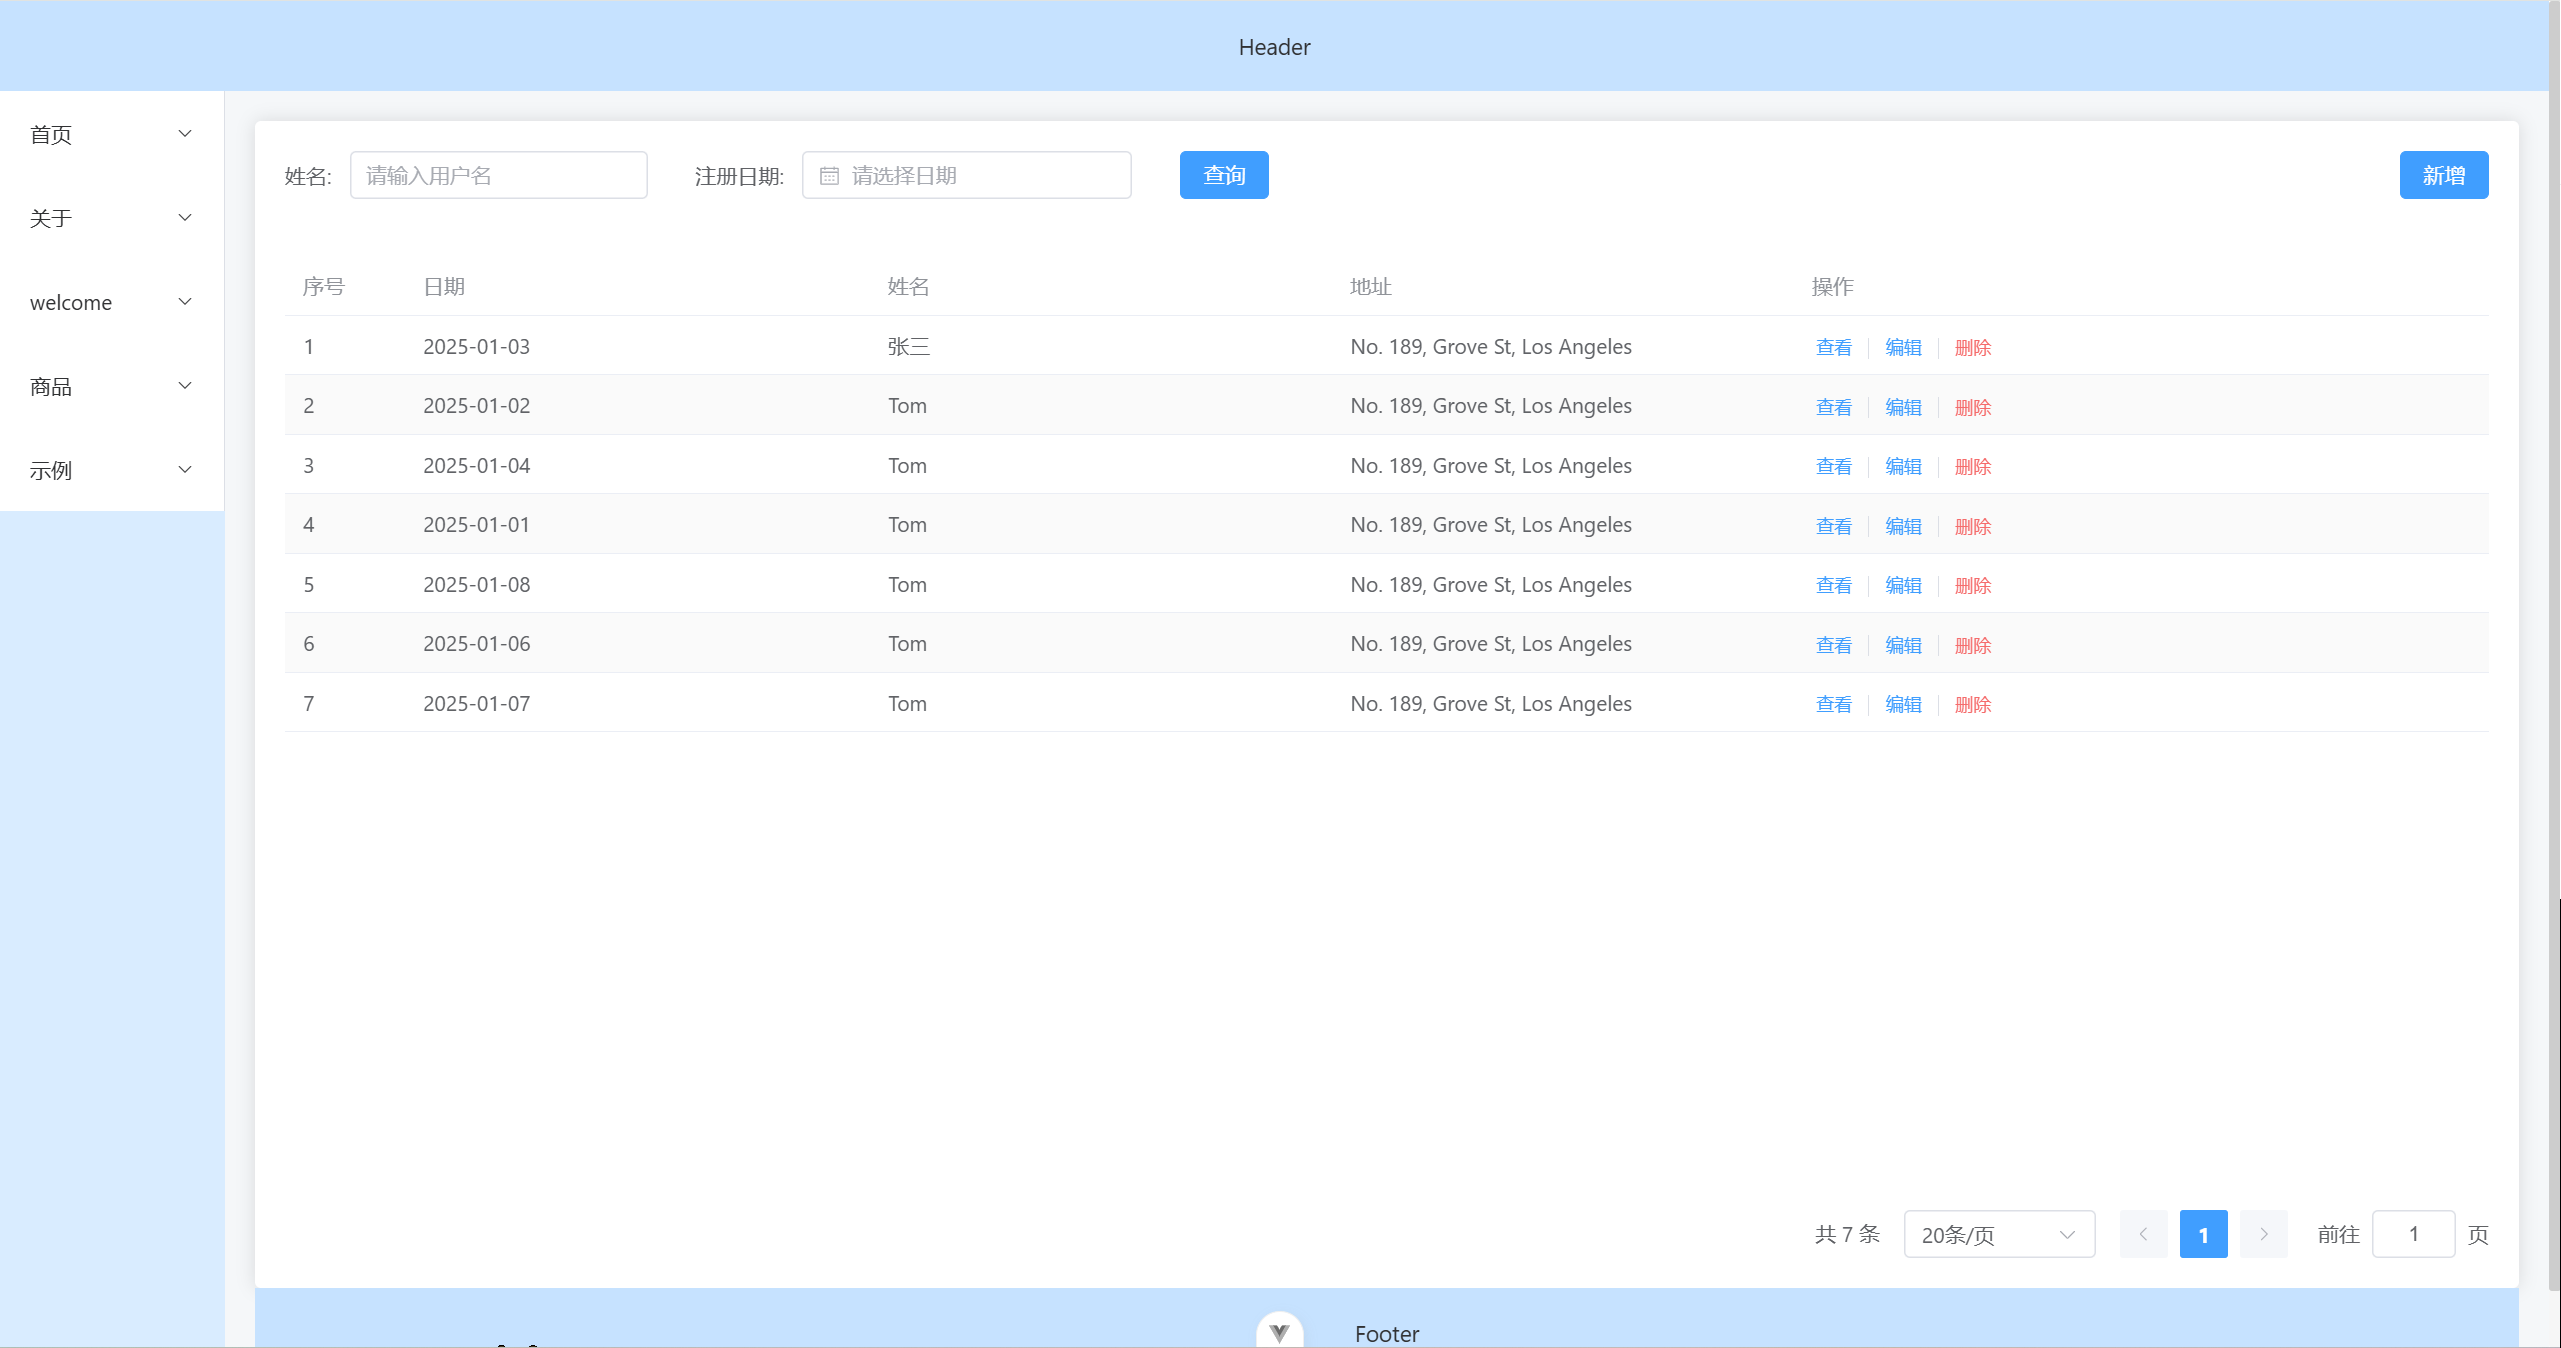 Header
首页
关于
welcome
商品
示例
姓名: 请输入用户名 注册日期: 请选择日期 查询 新增
序号 日期 姓名 地址 操作
1 2025-01-03 张三 No. 189, Grove St, Los Angeles 查看 编辑 删除
2 2025-01-02 Tom No. 189, Grove St, Los Angeles 查看 编辑 删除
3 2025-01-04 Tom No. 189, Grove St, Los Angeles 查看 编辑 删除
4 2025-01-01 Tom No. 189, Grove St, Los Angeles 查看 编辑 删除
5 2025-01-08 Tom No. 189, Grove St, Los Angeles 查看 编辑 删除
6 2025-01-06 Tom No. 189, Grove St, Los Angeles 查看 编辑 删除
7 2025-01-07 Tom No. 189, Grove St, Los Angeles 查看 编辑 删除
共 7 条 20条/页 1 前往 1 页
Footer